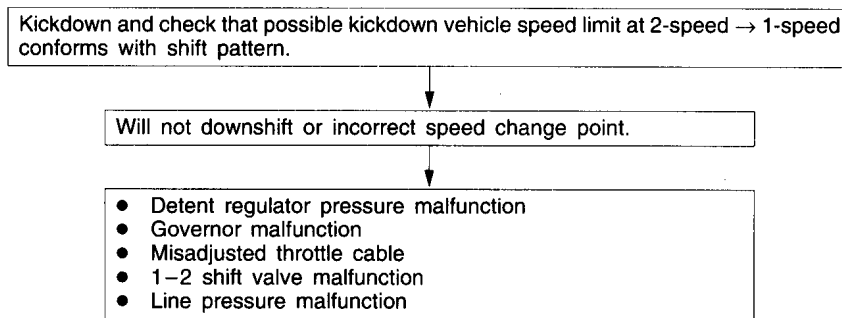 Kickdown and check that possible kickdown vehicle speed limit at 2-speed → 1-speed
conforms with shift pattern.
Will not downshift or incorrect speed change point.
● Detent regulator pressure malfunction
● Governor malfunction
● Misadjusted throttle cable
● 1−2 shift valve malfunction
● Line pressure malfunction